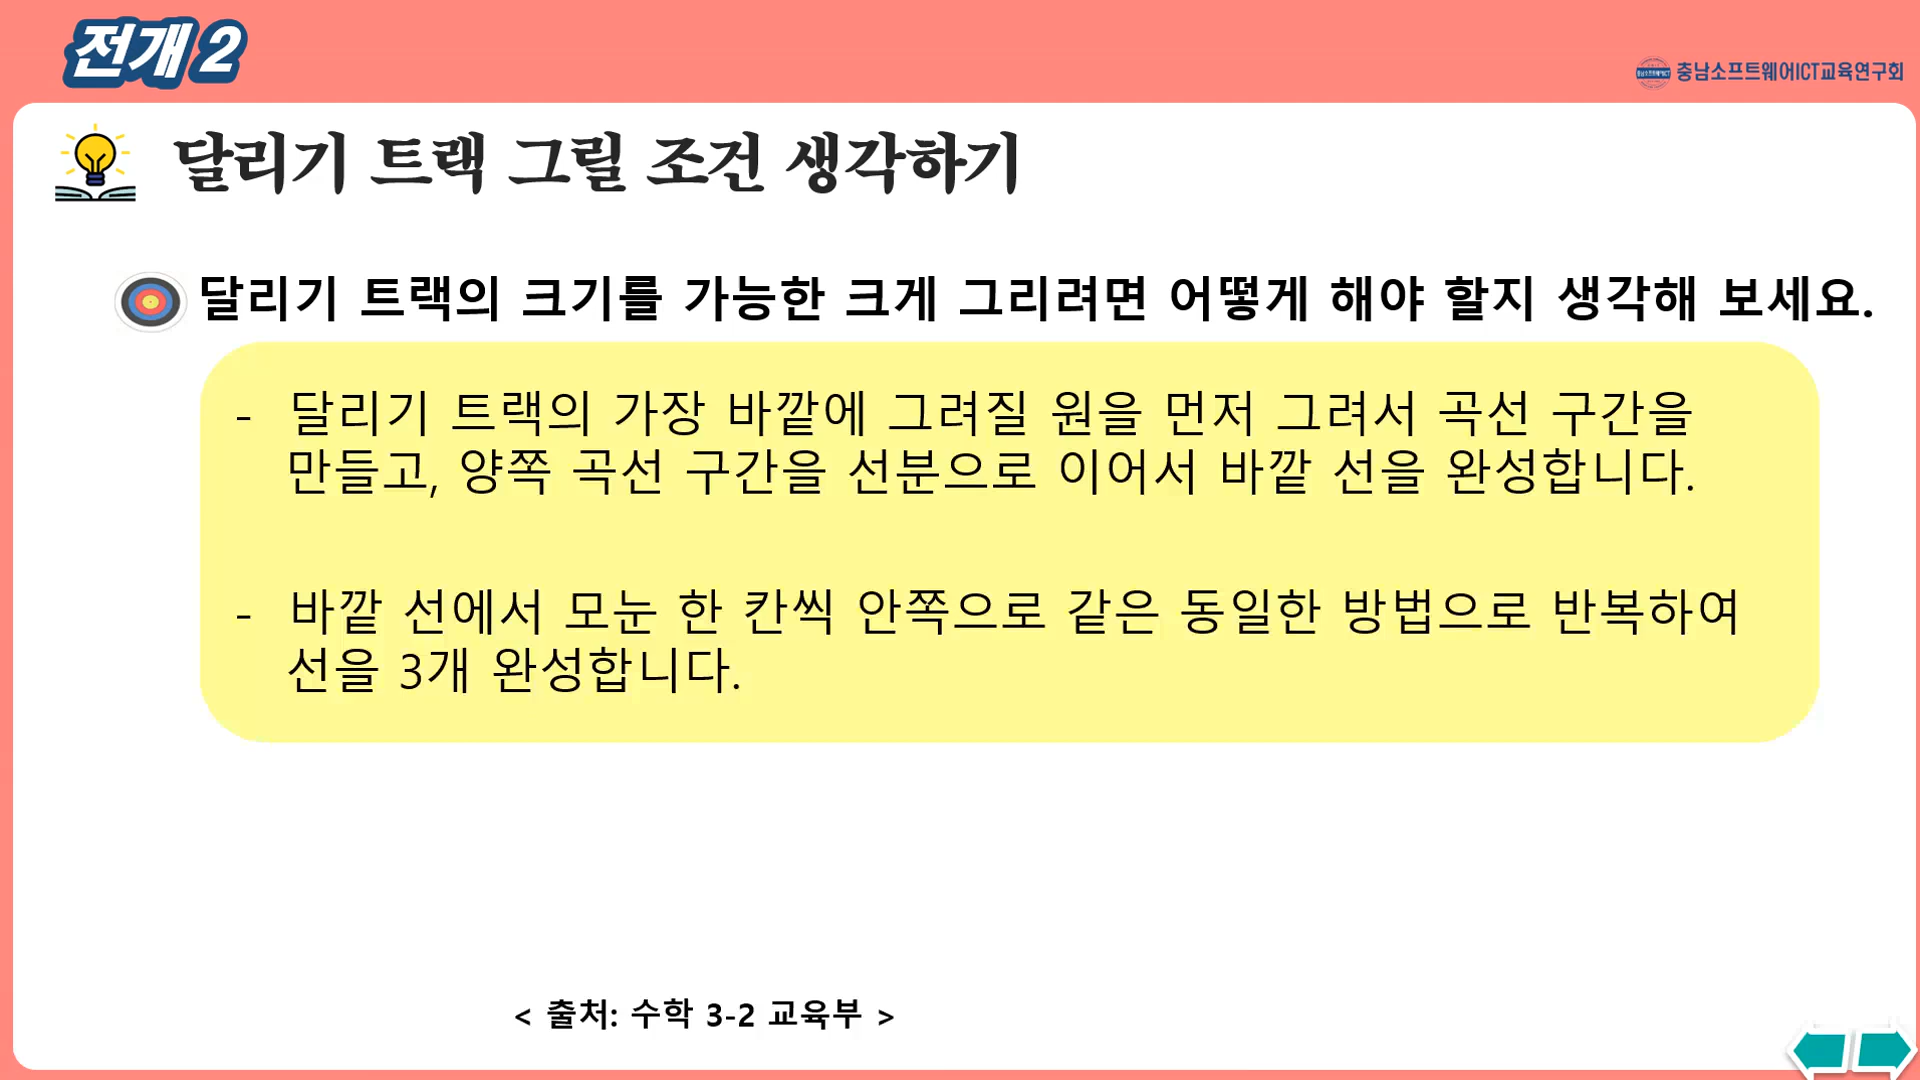 전개 2
충남소프트웨어ICT교육연구회
달리기 트랙 그릴 조건 생각하기
달리기 트랙의 크기를 가능한 크게 그리려면 어떻게 해야 할지 생각해 보세요.
- 달리기 트랙의 가장 바깥에 그려질 원을 먼저 그려서 곡선 구간을
만들고, 양쪽 곡선 구간을 선분으로 이어서 바깥 선을 완성합니다.
- 바깥 선에서 모눈 한 칸씩 안쪽으로 같은 동일한 방법으로 반복하여
선을 3개 완성합니다.
< 출처: 수학 3-2 교육부 >